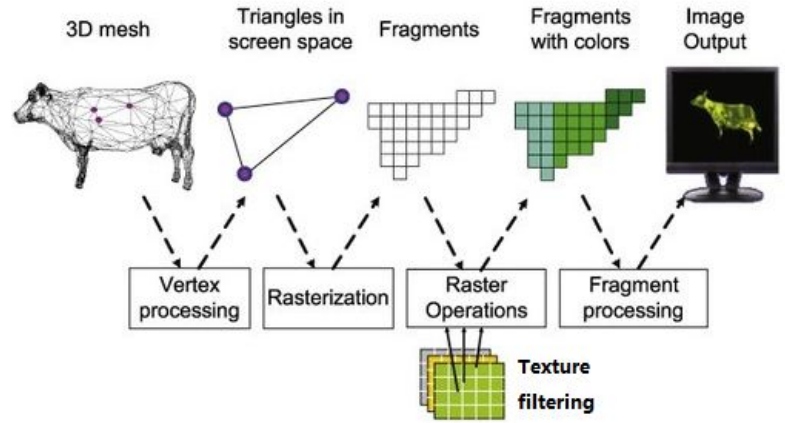 3D mesh
Triangles in
screen space
Fragments
Fragments
with colors
Image
Output
Vertex
processing
Rasterization
Raster
Operations
Fragment
processing
Texture
filtering